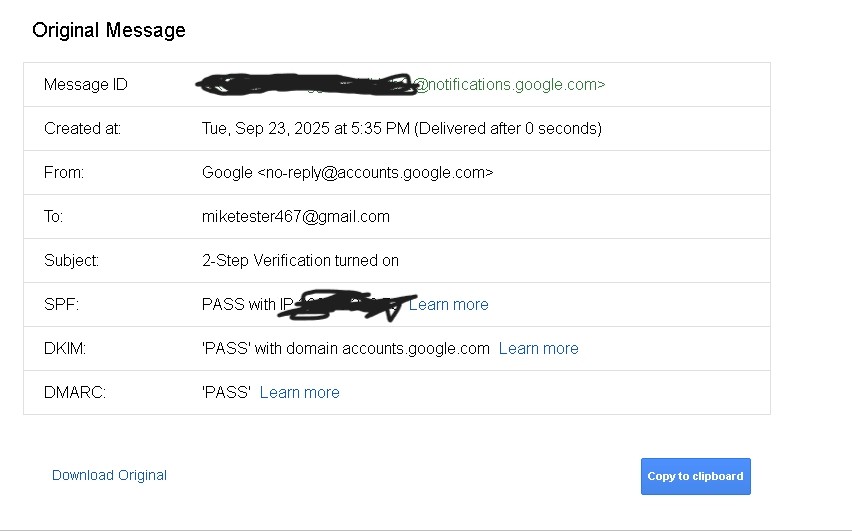 Original Message
Message ID @notifications.google.com>
Created at: Tue, Sep 23, 2025 at 5:35 PM (Delivered after 0 seconds)
From: Google <no-reply@accounts.google.com>
To: miketester467@gmail.com
Subject: 2-Step Verification turned on
SPF: PASS with IP Learn more
DKIM: 'PASS' with domain accounts.google.com Learn more
DMARC: 'PASS' Learn more
Download Original Copy to clipboard